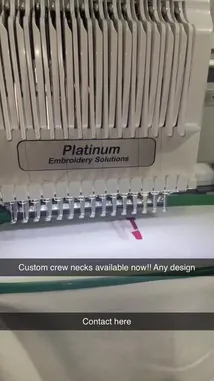 Platinum
Embroidery Solutions
Custom crew necks available now!! Any design
Contact here